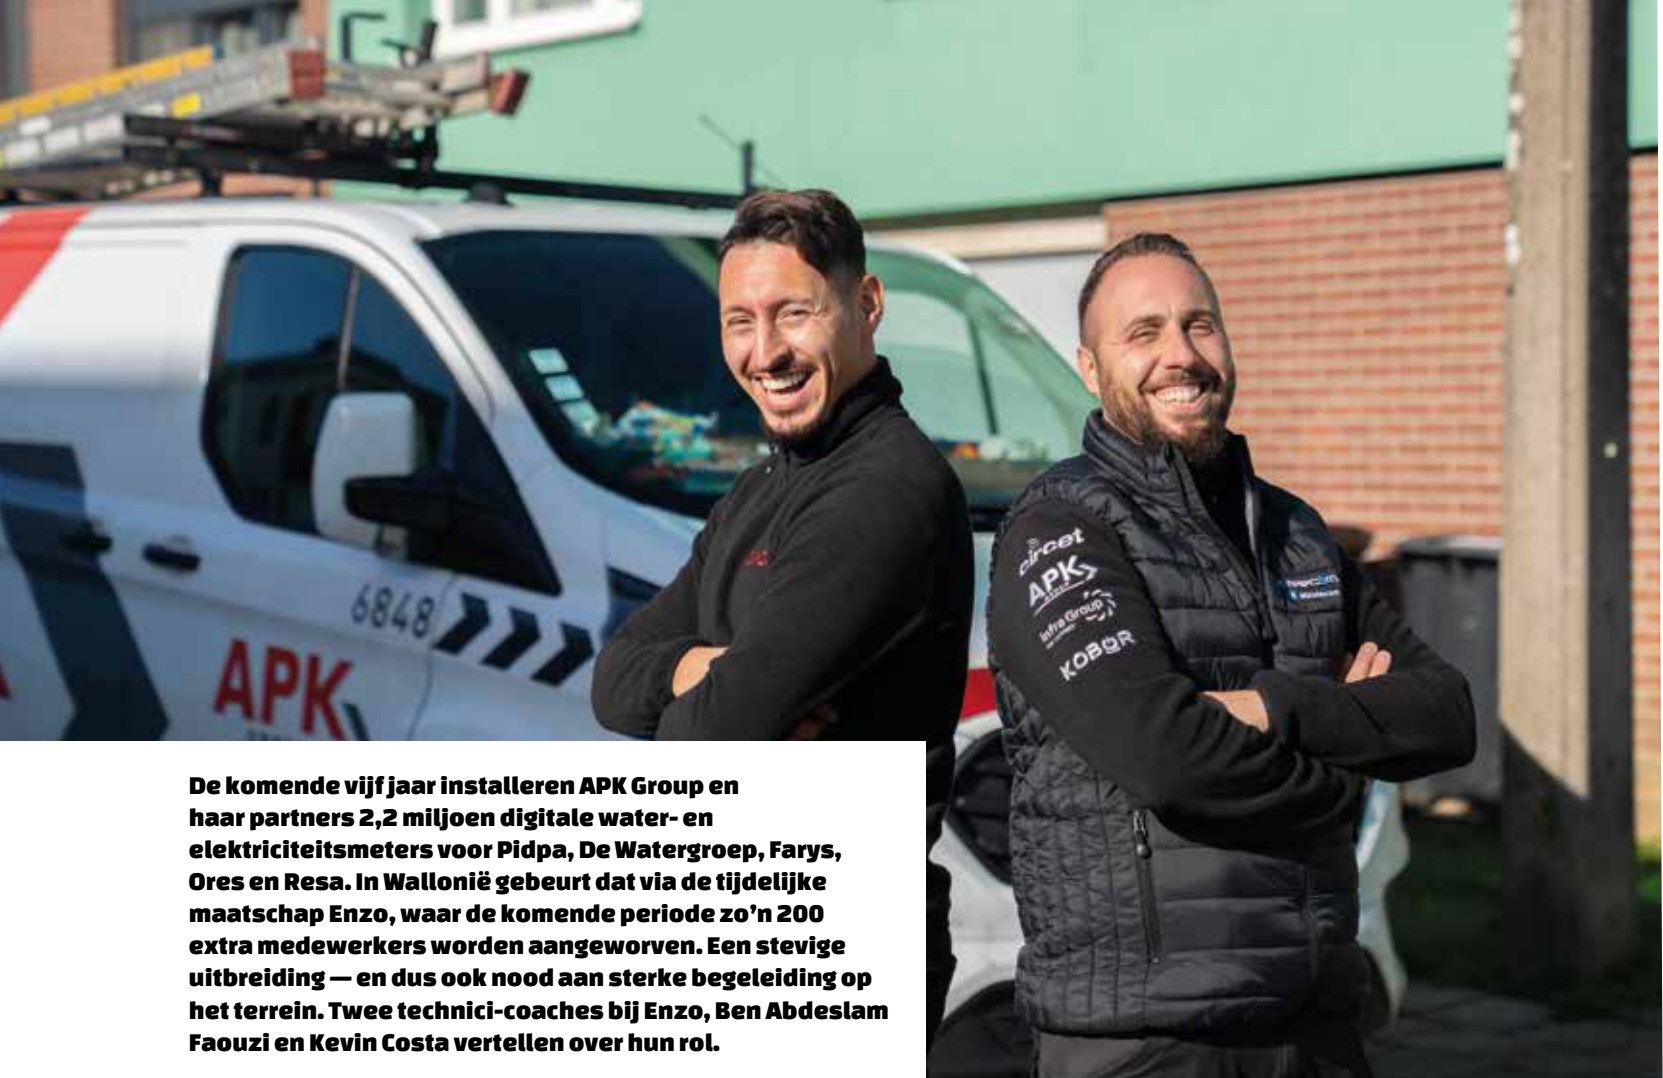 6848
APK
circet
APK
GROUP
Infra Group
KOBOR
De komende vijf jaar installeren APK Group en
haar partners 2,2 miljoen digitale water- en
elektriciteitsmeters voor Pidpa, De Watergroep, Farys,
Ores en Resa. In Wallonië gebeurt dat via de tijdelijke
maatschap Enzo, waar de komende periode zo’n 200
extra medewerkers worden aangeworven. Een stevige
uitbreiding — en dus ook nood aan sterke begeleiding op
het terrein. Twee technici-coaches bij Enzo, Ben Abdeslam
Faouzi en Kevin Costa vertellen over hun rol.